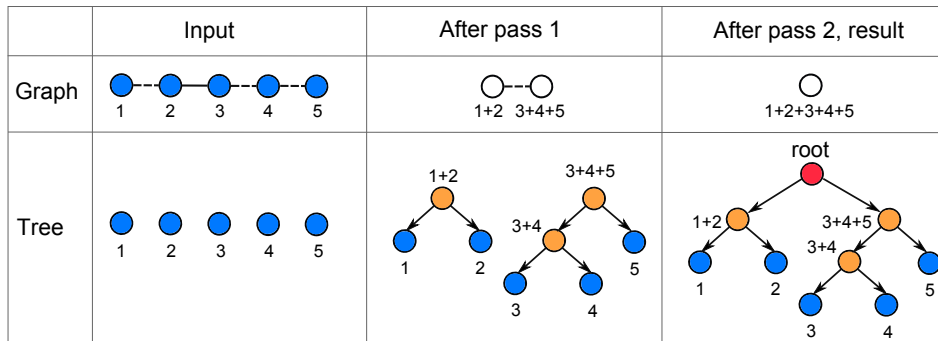 Input
After pass 1
After pass 2, result
Graph
1 2 3 4 5
1+2 3+4+5
1+2+3+4+5
Tree
1 2 3 4 5
1+2
3+4+5
3+4
1
2
5
3
4
root
1+2
3+4+5
3+4
1
2
5
3
4